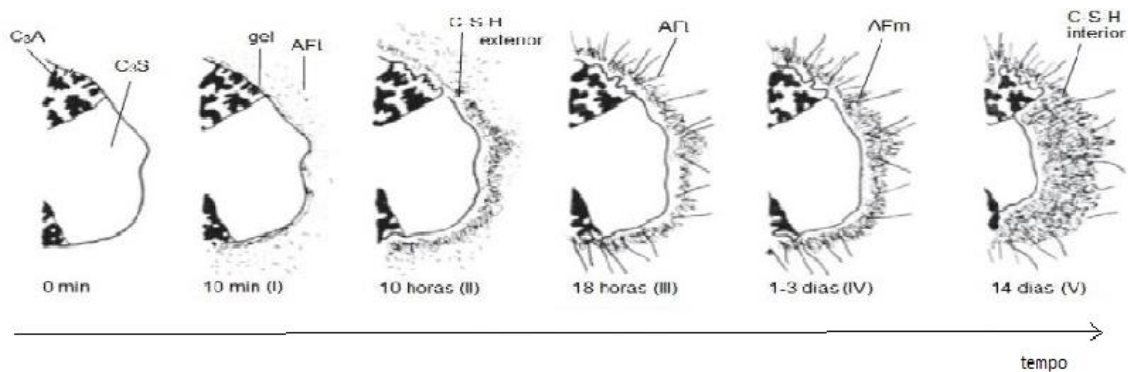 C₃A
C₃S
gel
AFt
C-S-H
exterior
AFt
AFm
C-S-H
interior
0 min
10 min (I)
10 horas (II)
18 horas (III)
1-3 dias (IV)
14 dias (V)
tempo